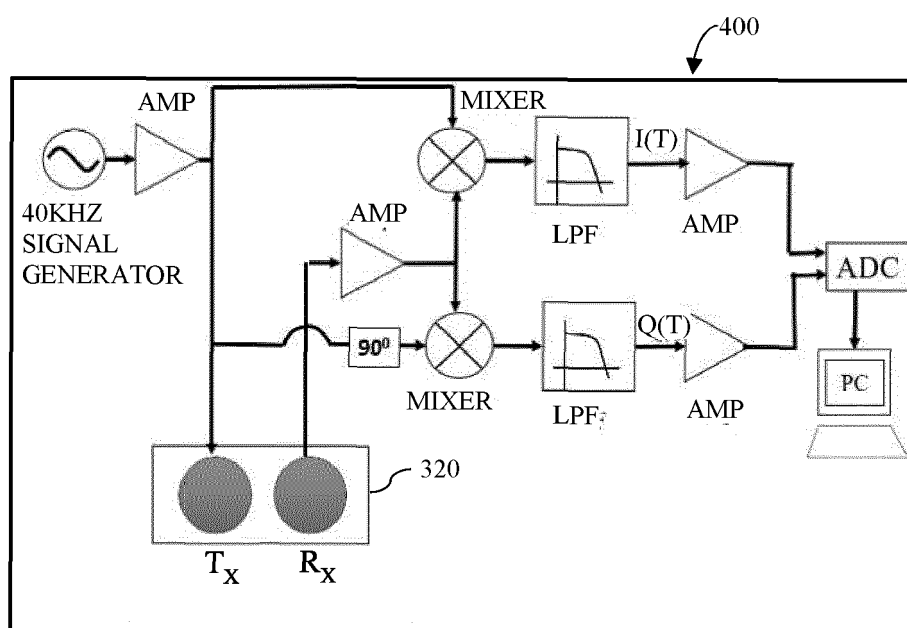 400
AMP
MIXER
I(T)
40KHZ
SIGNAL
GENERATOR
AMP
LPF
AMP
ADC
90⁰
Q(T)
MIXER
LPF
AMP
PC
320
Tx
Rx